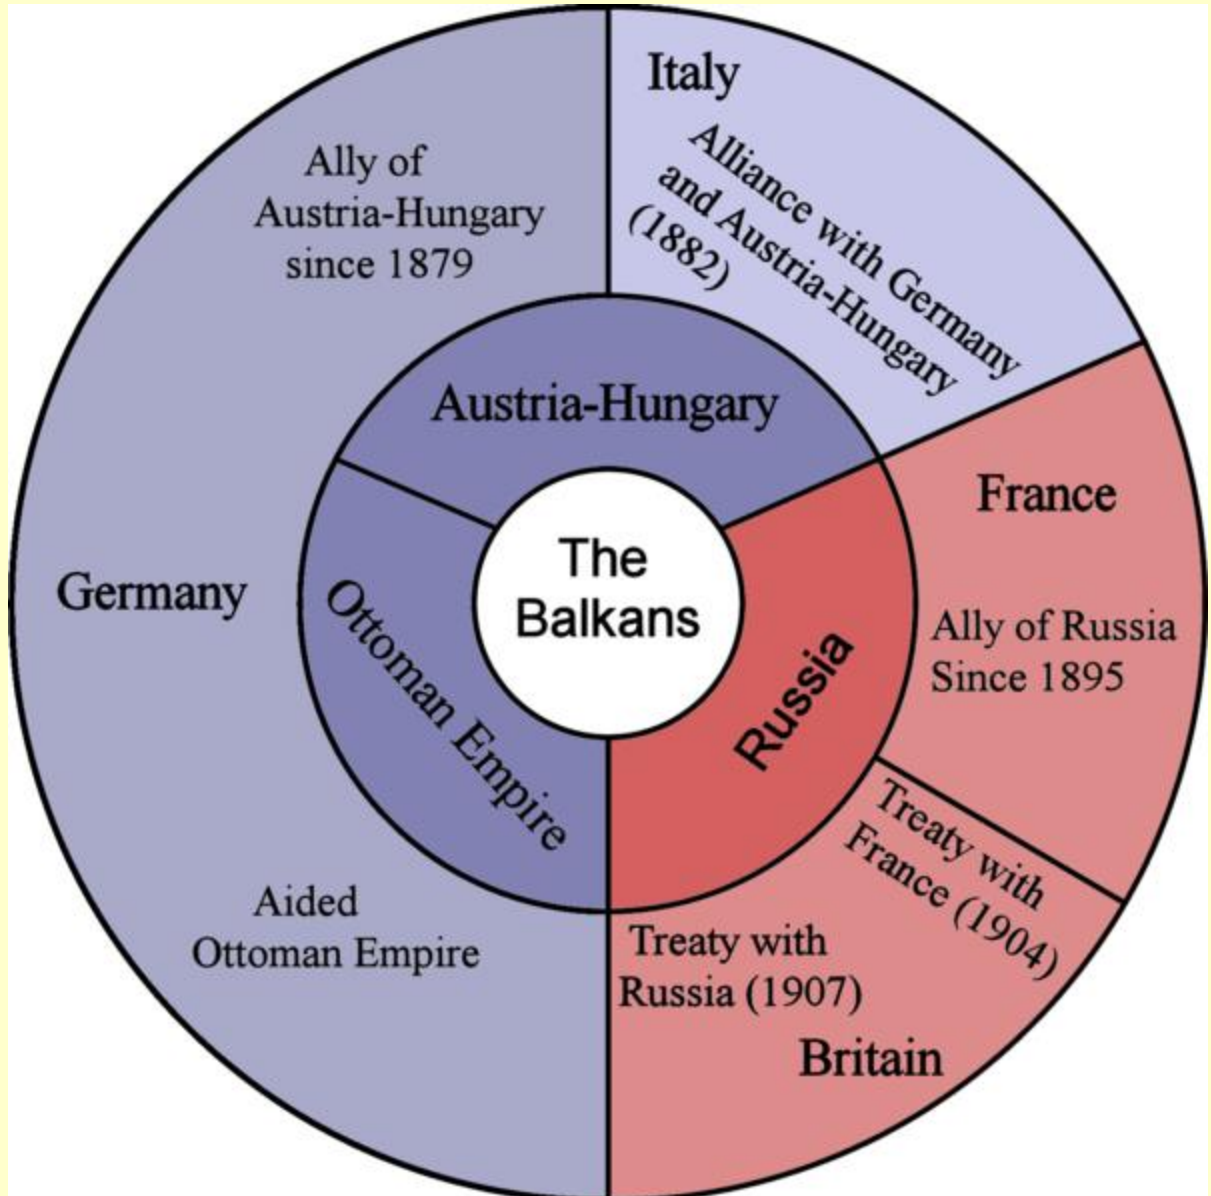 Italy
Alliance with Germany
and Austria-Hungary
(1882)
Ally of
Austria-Hungary
since 1879
Austria-Hungary
France
The
Balkans
Germany
Ottoman Empire
Russia
Ally of Russia
Since 1895
Treaty with
France (1904)
Aided
Ottoman Empire
Treaty with
Russia (1907)
Britain